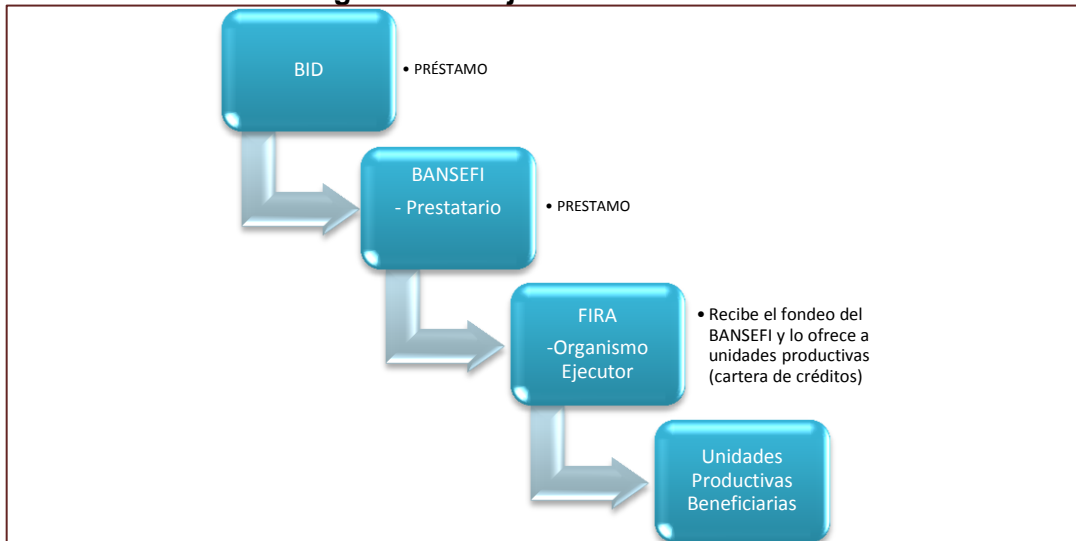 BID
• PRÉSTAMO
BANSEFI
- Prestatario
• PRESTAMO
FIRA
-Organismo
Ejecutor
• Recibe el fondeo del
BANSEFI y lo ofrece a
unidades productivas
(cartera de créditos)
Unidades
Productivas
Beneficiarias